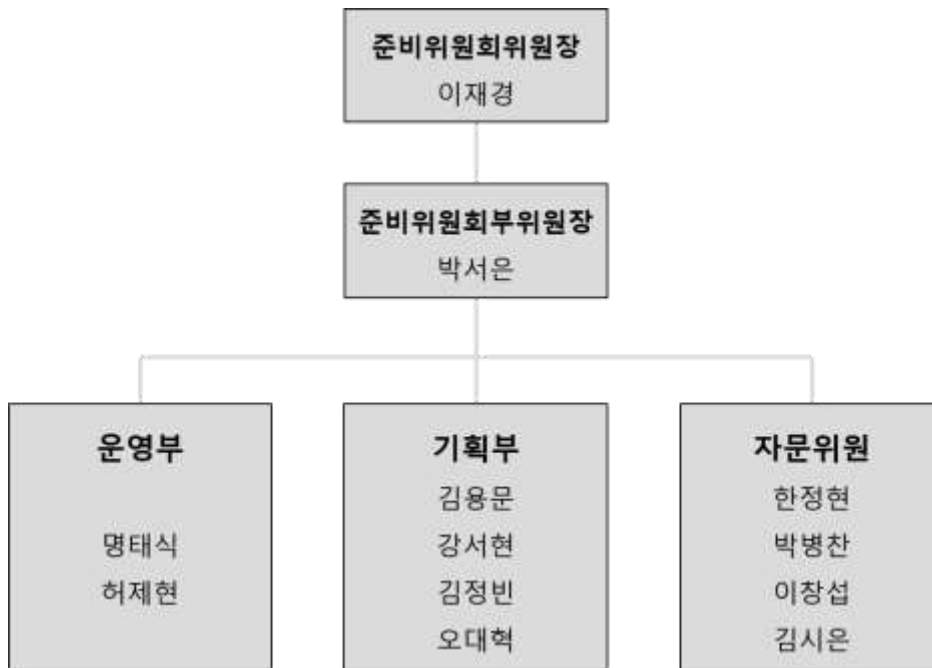 준비위원회위원장
이재경
준비위원회부위원장
박서은
운영부
명태식
허제현
기획부
김용문
강서현
김정빈
오대혁
자문위원
한정현
박병찬
이창섭
김시은